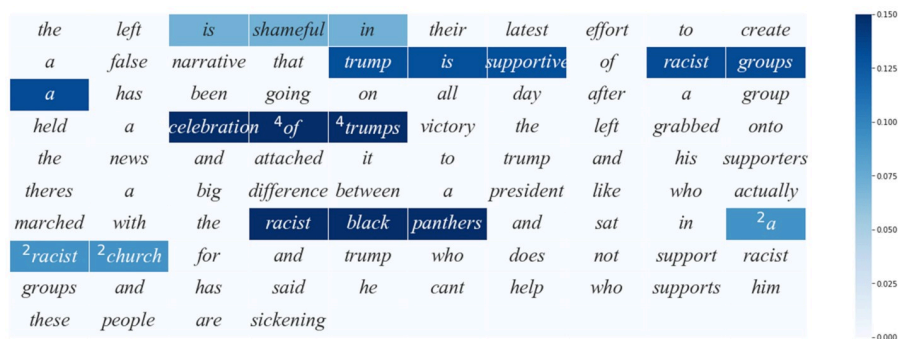 the left is shameful in their latest effort to create
a false narrative that trump is supportive of racist groups
a has been going on all day after a group
held a celebration ⁴of ⁴trumps victory the left grabbed onto
the news and attached it to trump and his supporters
theres a big difference between a president like who actually
marched with the racist black panthers and sat in ²a
²racist ²church for and trump who does not support racist
groups and has said he cant help who supports him
these people are sickening
0.150
0.125
0.100
0.075
0.050
0.025
0.000